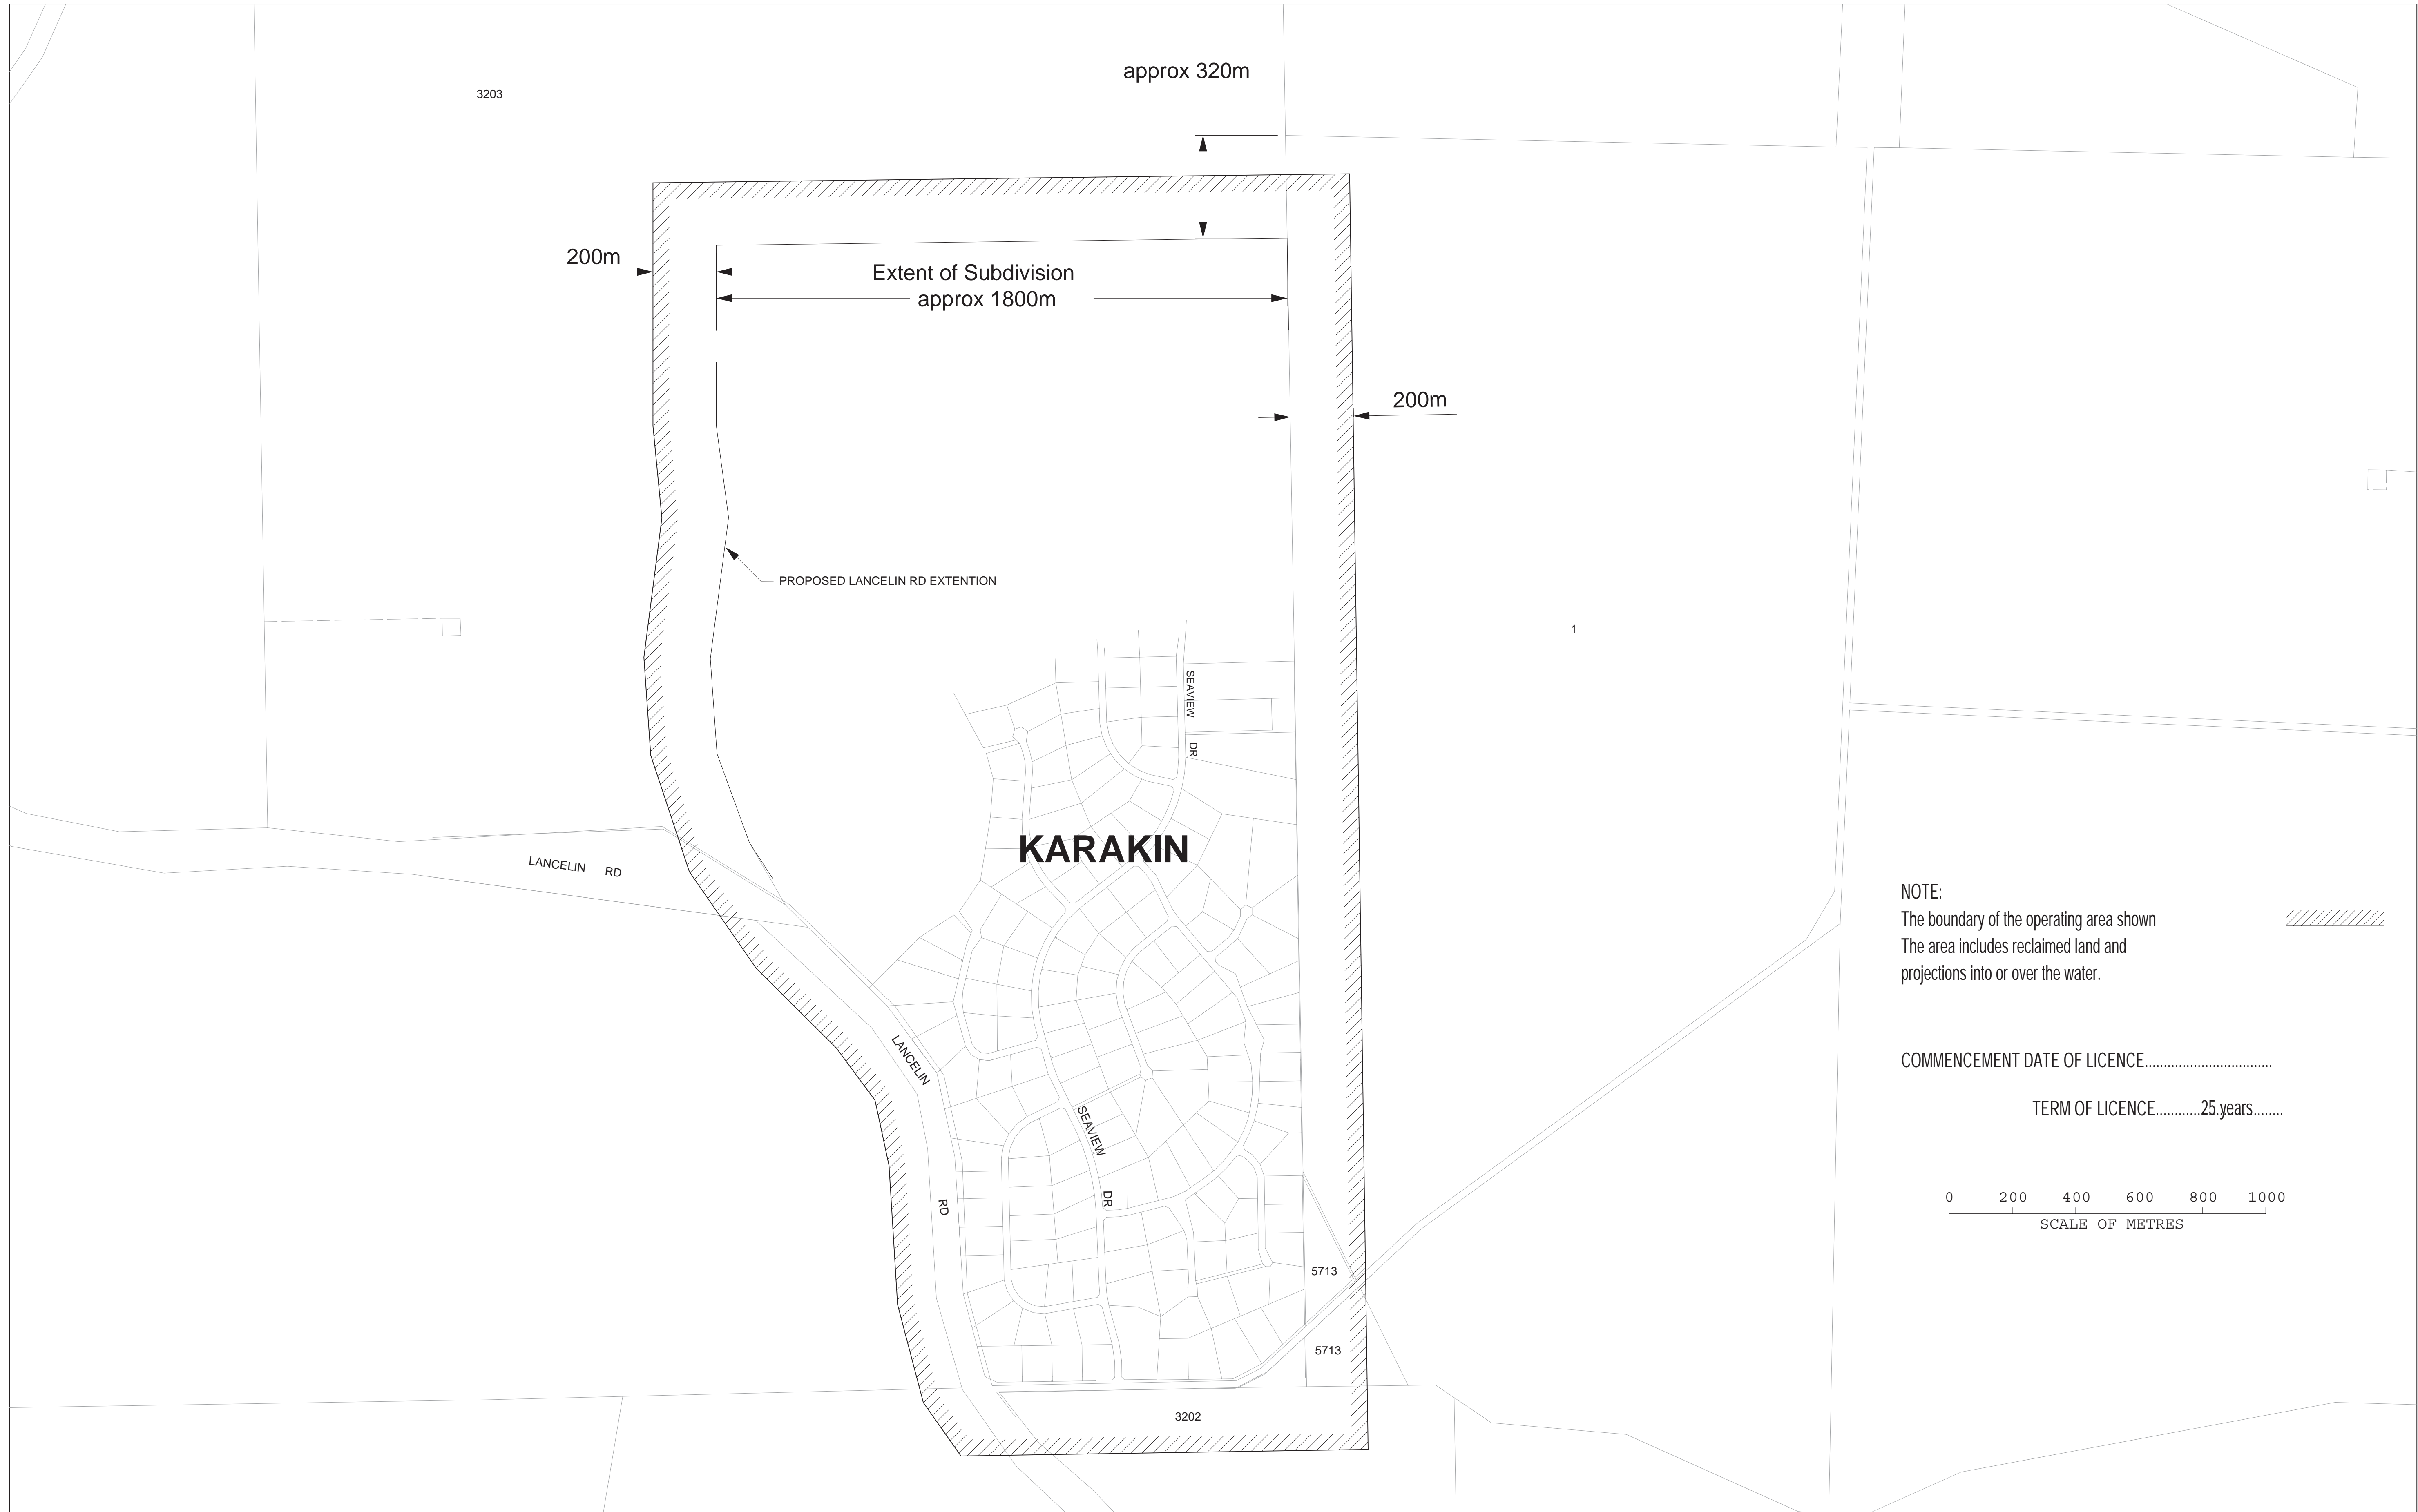 approx 320m
3203
200m
Extent of Subdivision
approx 1800m
200m
PROPOSED LANCELIN RD EXTENTION
1
SEAVIEW
DR
KARAKIN
LANCELIN RD
NOTE:
The boundary of the operating area shown
The area includes reclaimed land and
projections into or over the water.
LANCELIN
RD
COMMENCEMENT DATE OF LICENCE..................................
TERM OF LICENCE............25 years........
SEAVIEW
DR
0 200 400 600 800 1000
SCALE OF METRES
5713
5713
3202